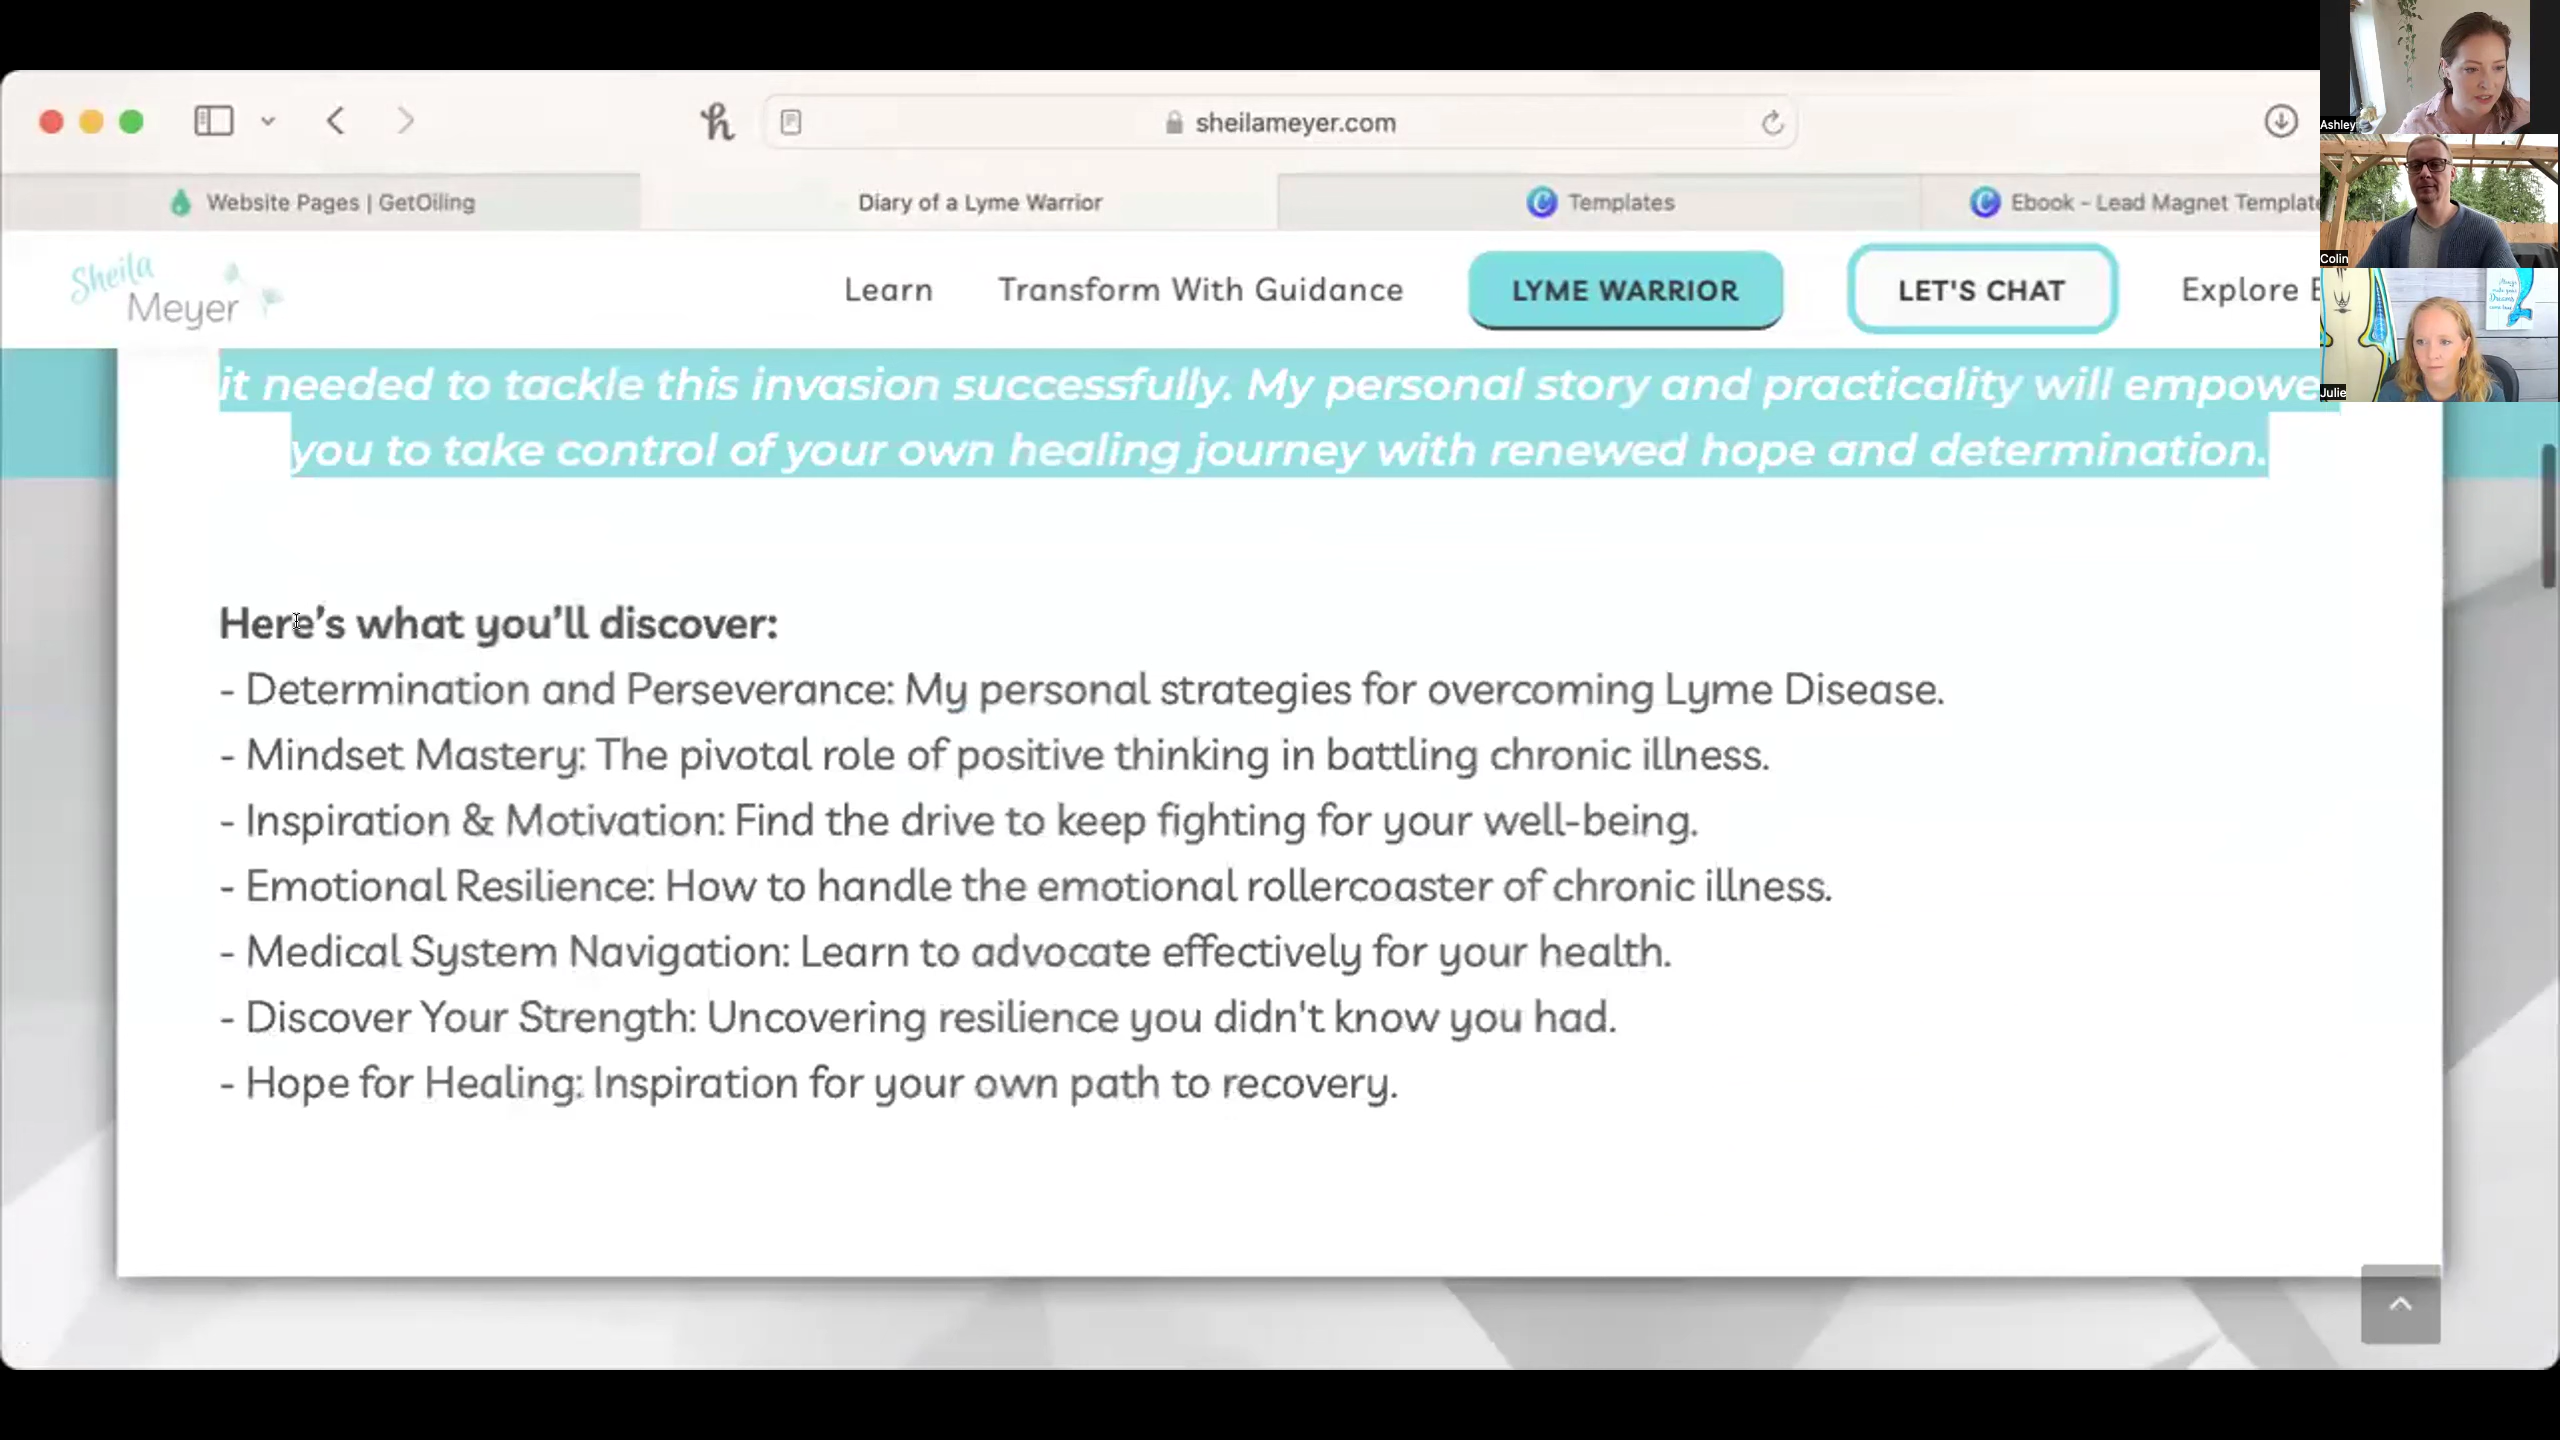 sheilameyer.com
Website Pages | GetOiling
Diary of a Lyme Warrior
Templates
Ebook - Lead Magnet Template
Sheila
Meyer
Learn
Transform With Guidance
LYME WARRIOR
LET'S CHAT
Explore
Ashley
Colin
Julie
it needed to tackle this invasion successfully. My personal story and practicality will empowe
you to take control of your own healing journey with renewed hope and determination.
Here’s what you’ll discover:
- Determination and Perseverance: My personal strategies for overcoming Lyme Disease.
- Mindset Mastery: The pivotal role of positive thinking in battling chronic illness.
- Inspiration & Motivation: Find the drive to keep fighting for your well-being.
- Emotional Resilience: How to handle the emotional rollercoaster of chronic illness.
- Medical System Navigation: Learn to advocate effectively for your health.
- Discover Your Strength: Uncovering resilience you didn't know you had.
- Hope for Healing: Inspiration for your own path to recovery.